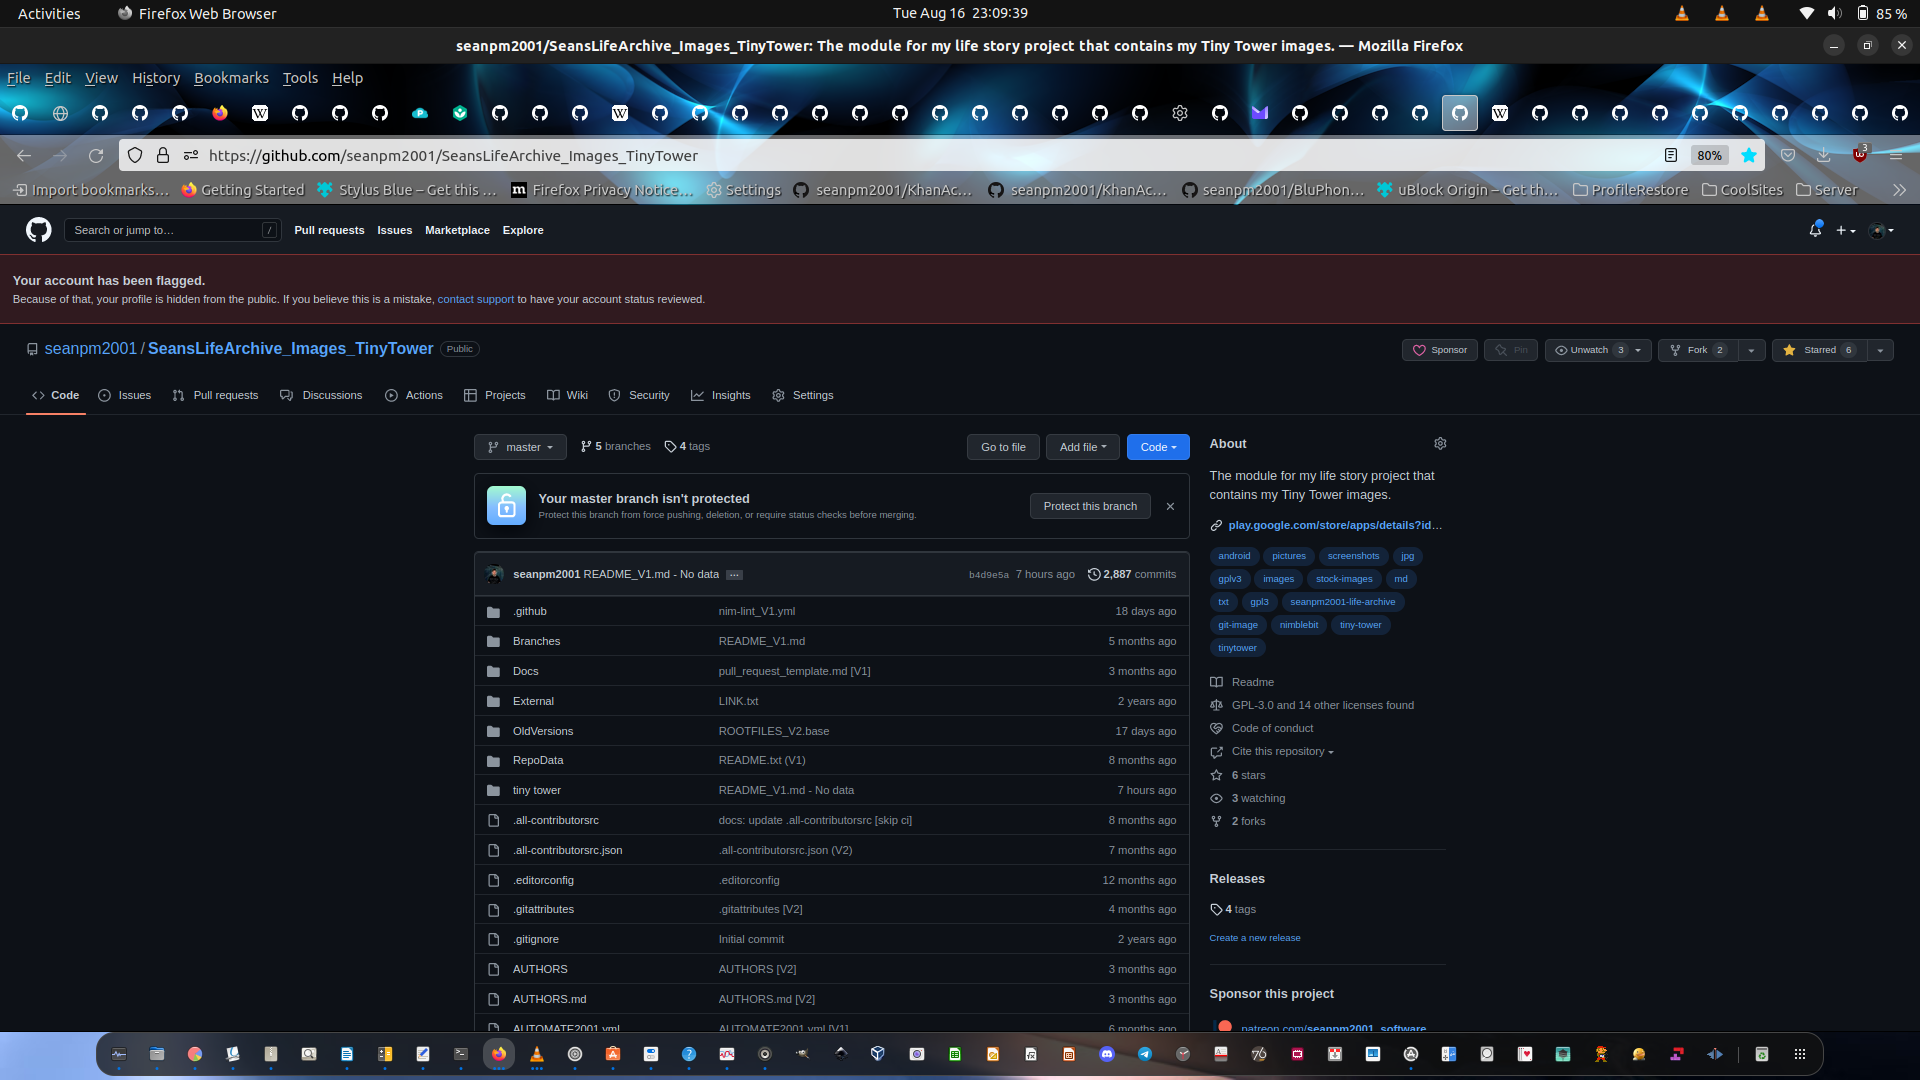 Activities
Firefox Web Browser
Tue Aug 16 23:09:39
85 %
seanpm2001/SeansLifeArchive_Images_TinyTower: The module for my life story project that contains my Tiny Tower images. — Mozilla Firefox
File Edit View History Bookmarks Tools Help
https://github.com/seanpm2001/SeansLifeArchive_Images_TinyTower
80%
3
Import bookmarks…
Getting Started
Stylus Blue – Get this …
Firefox Privacy Notice…
Settings
seanpm2001/KhanAc…
seanpm2001/KhanAc…
seanpm2001/BluPhon…
uBlock Origin – Get th…
ProfileRestore
CoolSites
Server
Search or jump to…
/
Pull requests
Issues
Marketplace
Explore
Your account has been flagged.
Because of that, your profile is hidden from the public. If you believe this is a mistake, contact support to have your account status reviewed.
seanpm2001 / SeansLifeArchive_Images_TinyTower
Public
Sponsor
Pin
Unwatch 3
Fork 2
Starred 6
Code
Issues
Pull requests
Discussions
Actions
Projects
Wiki
Security
Insights
Settings
master
5 branches
4 tags
Go to file
Add file
Code
Your master branch isn't protected
Protect this branch from force pushing, deletion, or require status checks before merging.
Protect this branch
seanpm2001 README_V1.md - No data …
b4d9e5a 7 hours ago
2,887 commits
.github nim-lint_V1.yml 18 days ago
Branches README_V1.md 5 months ago
Docs pull_request_template.md [V1] 3 months ago
External LINK.txt 2 years ago
OldVersions ROOTFILES_V2.base 17 days ago
RepoData README.txt (V1) 8 months ago
tiny tower README_V1.md - No data 7 hours ago
.all-contributorsrc docs: update .all-contributorsrc [skip ci] 8 months ago
.all-contributorsrc.json .all-contributorsrc.json (V2) 7 months ago
.editorconfig .editorconfig 12 months ago
.gitattributes .gitattributes [V2] 4 months ago
.gitignore Initial commit 2 years ago
AUTHORS AUTHORS [V2] 3 months ago
AUTHORS.md AUTHORS.md [V2] 3 months ago
AUTOMATE2001.yml AUTOMATE2001.yml [V1] 6 months ago
About
The module for my life story project that
contains my Tiny Tower images.
play.google.com/store/apps/details?id…
android pictures screenshots jpg
gplv3 images stock-images md
txt gpl3 seanpm2001-life-archive
git-image nimblebit tiny-tower
tinytower
Readme
GPL-3.0 and 14 other licenses found
Code of conduct
Cite this repository
6 stars
3 watching
2 forks
Releases
4 tags
Create a new release
Sponsor this project
patreon.com/seanpm2001_software